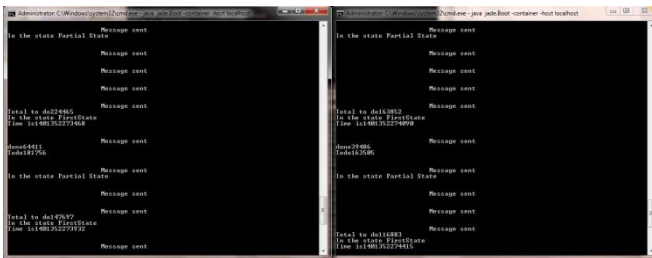 Administrator: C:\Windows\system32\cmd.exe - java jade.Boot -container -host localhost
Message sent
In the state Partial State
Message sent
Message sent
Message sent
Message sent
Total to do224465
In the state FirstState
Time is1401352273468
Message sent
done64411
Todo181756
Message sent
In the state Partial State
Message sent
Message sent
Total to do147697
In the state FirstState
Time is1401352273932
Message sent
Administrator: C:\Windows\system32\cmd.exe - java jade.Boot -container -host localhost
Message sent
In the state Partial State
Message sent
Message sent
Message sent
Message sent
Total to do163852
In the state FirstState
Time is1401352274090
Message sent
done39486
Todo163505
Message sent
In the state Partial State
Message sent
Message sent
Message sent
Total to do116883
In the state FirstState
Time is1401352274415